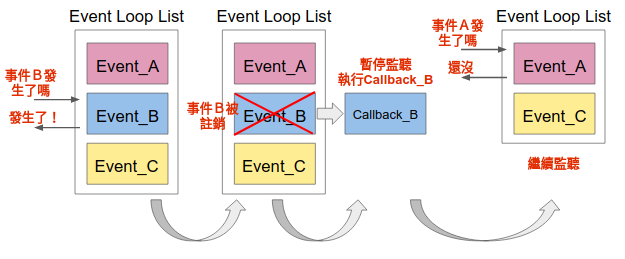 Event Loop List
Event_A
事件Ｂ發
生了嗎
Event_B
發生了！
Event_C
Event Loop List
Event_A
事件Ｂ被
註銷
Event_B
Event_C
暫停監聽
執行Callback_B
Callback_B
Event Loop List
事件Ａ發
生了嗎
Event_A
還沒
Event_C
繼續監聽